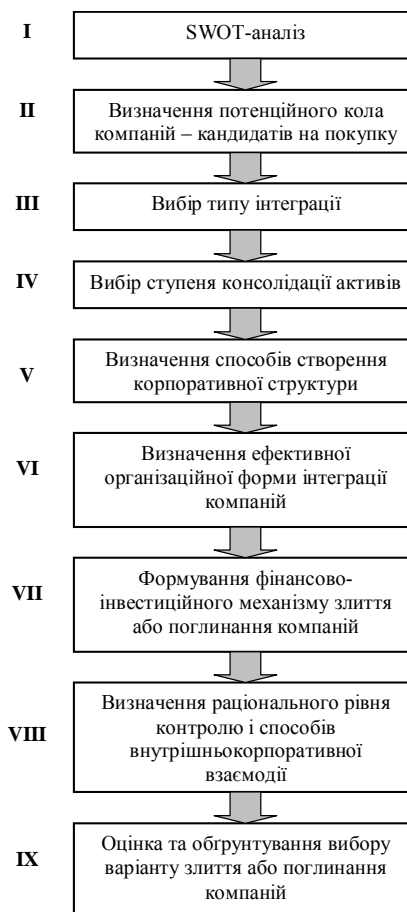 I
SWOT-аналіз
II
Визначення потенційного кола
компаній – кандидатів на покупку
III
Вибір типу інтеграції
IV
Вибір ступеня консолідації активів
V
Визначення способів створення
корпоративної структури
VI
Визначення ефективної
організаційної форми інтеграції
компаній
VII
Формування фінансово-
інвестиційного механізму злиття
або поглинання компаній
VIII
Визначення раціонального рівня
контролю і способів
внутрішньокорпоративної
взаємодії
IX
Оцінка та обґрунтування вибору
варіанту злиття або поглинання
компаній